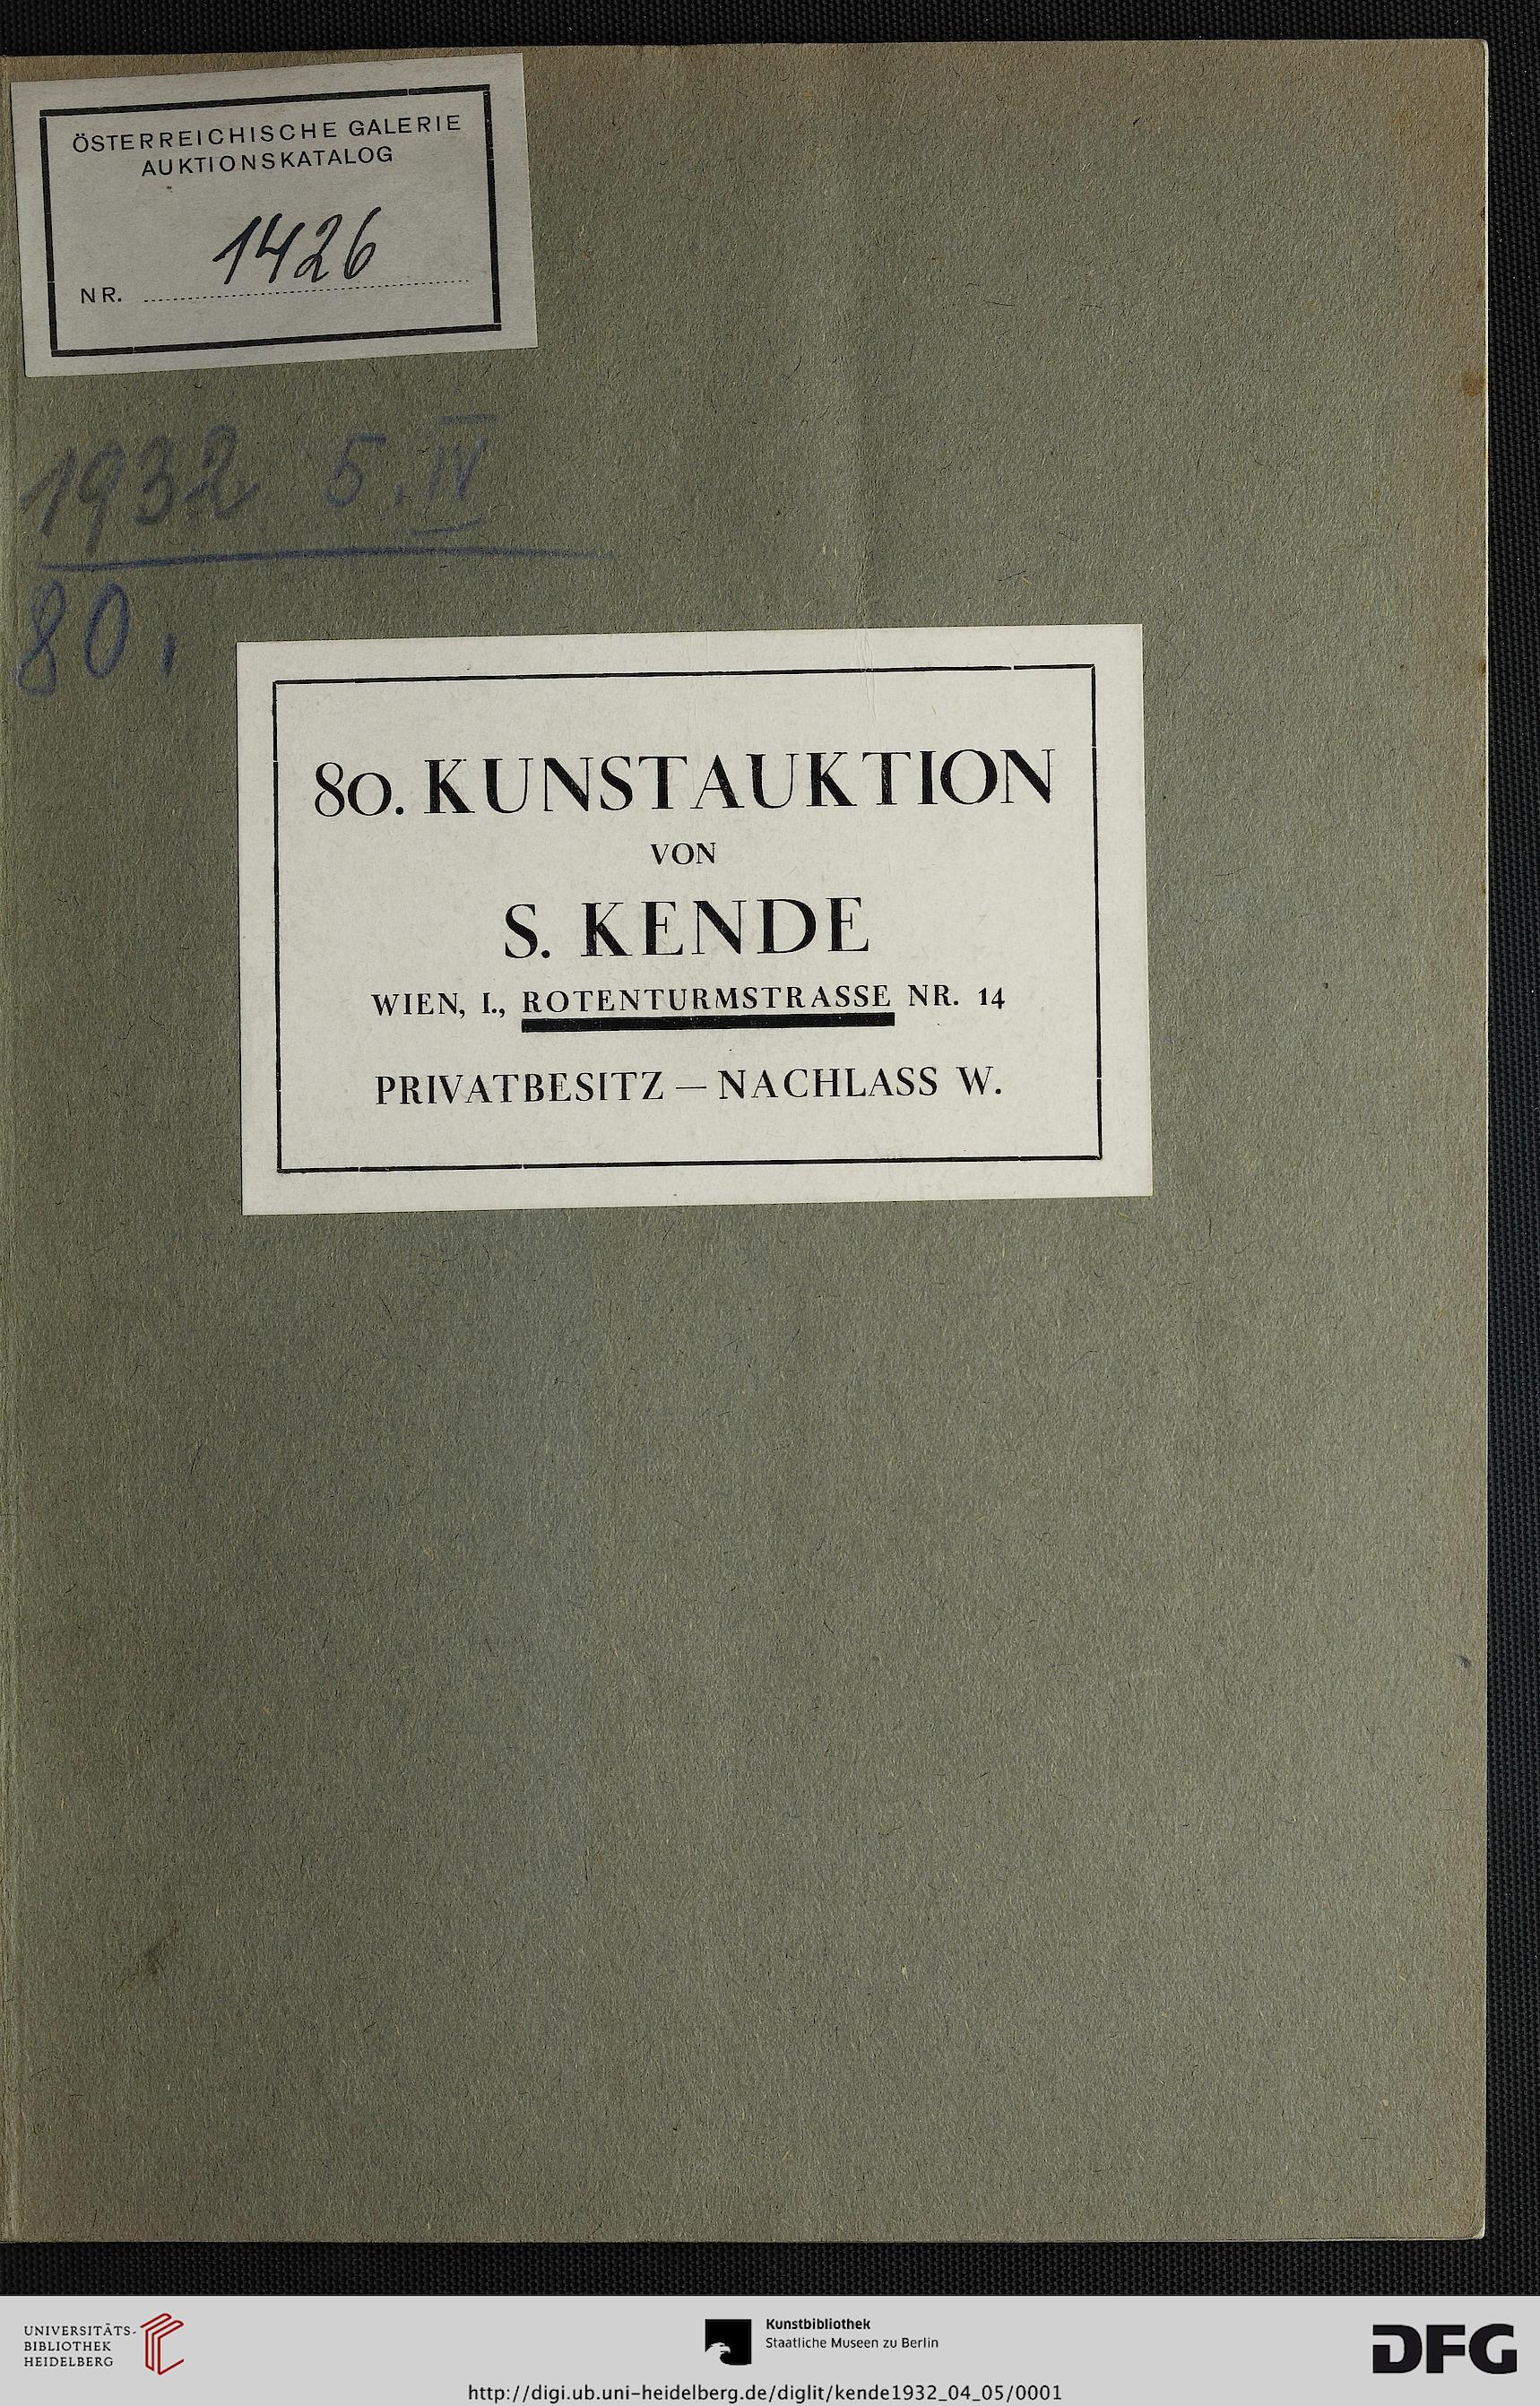 ÖSTERREICHISCHE GALERIE
AUKTIONSKATALOG
NR. 1426
1932 5. IV
80.
80. KUNSTAUKTION
VON
S. KENDE
WIEN, I., ROTENTURMSTRASSE NR. 14
PRIVATBESITZ — NACHLASS W.
UNIVERSITÄTS-
BIBLIOTHEK
HEIDELBERG
Kunstbibliothek
Staatliche Museen zu Berlin
DFG
http://digi.ub.uni-heidelberg.de/diglit/kende1932_04_05/0001